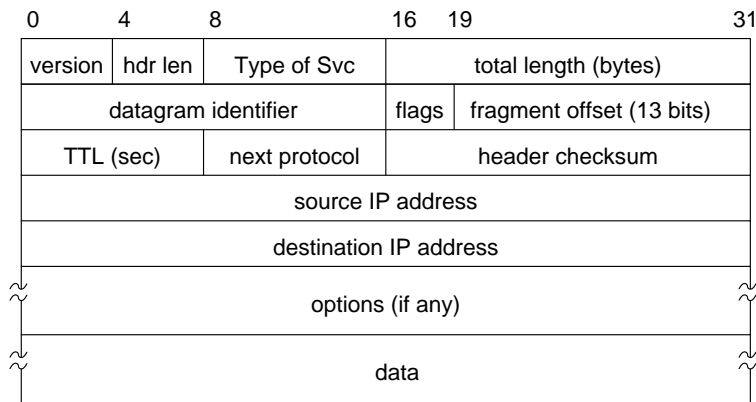 0 4 8 16 19 31
version hdr len Type of Svc total length (bytes)
datagram identifier flags fragment offset (13 bits)
TTL (sec) next protocol header checksum
source IP address
destination IP address
options (if any)
data